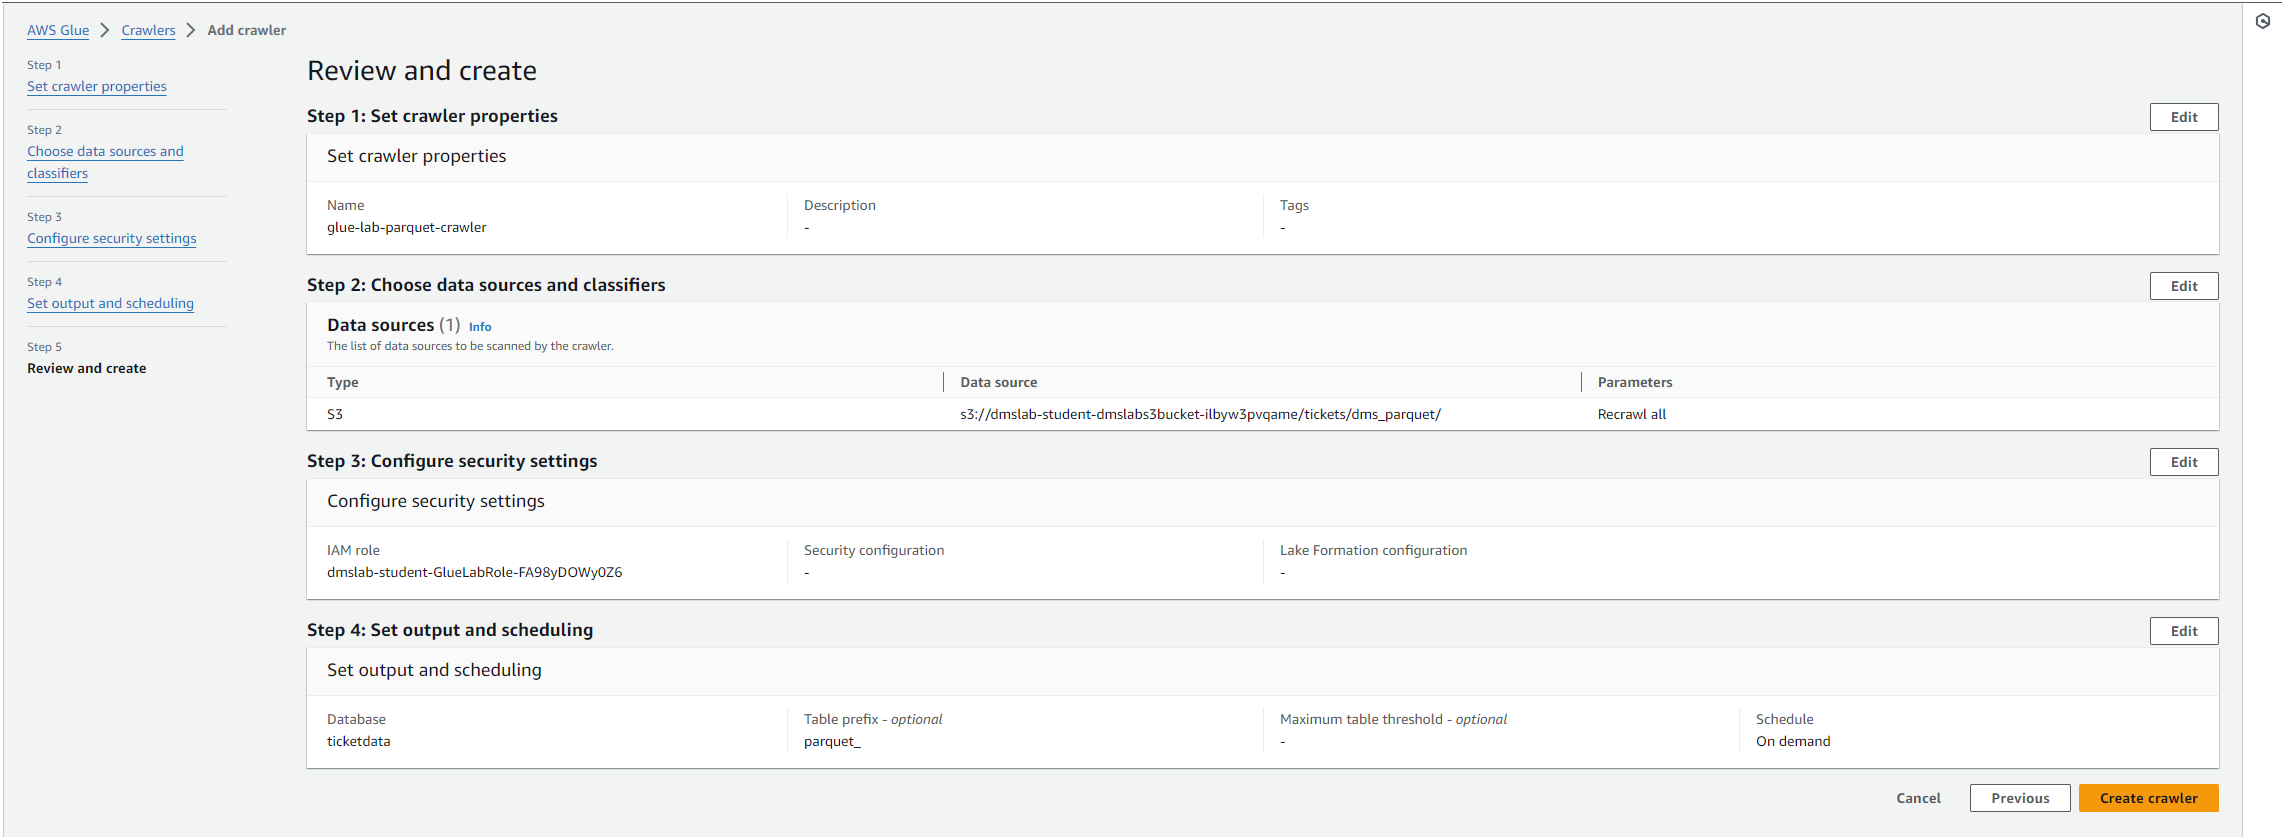 AWS Glue > Crawlers > Add crawler
Step 1
Set crawler properties
Step 2
Choose data sources and
classifiers
Step 3
Configure security settings
Step 4
Set output and scheduling
Step 5
Review and create
Review and create
Step 1: Set crawler properties
Edit
Set crawler properties
Name
glue-lab-parquet-crawler
Description
-
Tags
-
Step 2: Choose data sources and classifiers
Edit
Data sources (1) Info
The list of data sources to be scanned by the crawler.
Type Data source Parameters
S3 s3://dmslab-student-dmslabs3bucket-ilbyw3pvqame/tickets/dms_parquet/ Recrawl all
Step 3: Configure security settings
Edit
Configure security settings
IAM role
dmslab-student-GlueLabRole-FA98yDOWy0Z6
Security configuration
-
Lake Formation configuration
-
Step 4: Set output and scheduling
Edit
Set output and scheduling
Database
ticketdata
Table prefix - optional
parquet_
Maximum table threshold - optional
-
Schedule
On demand
Cancel Previous Create crawler